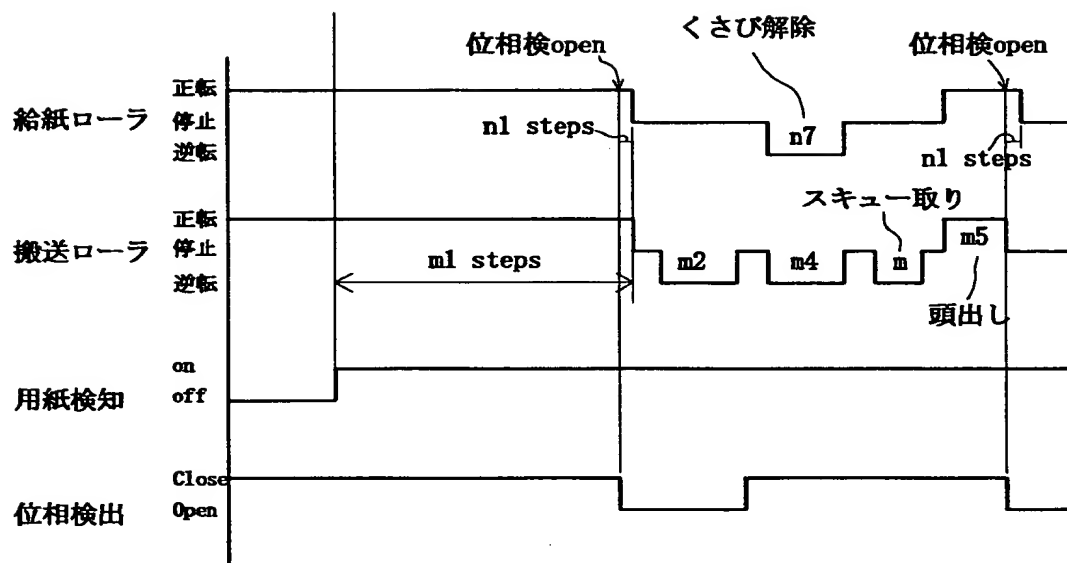 くさび解除
位相検open
位相検open
給紙ローラ
正転
停止
逆転
n1 steps
n7
n1 steps
スキュー取り
搬送ローラ
正転
停止
逆転
m1 steps
m2
m4
m
m5
頭出し
用紙検知
on
off
位相検出
Close
Open